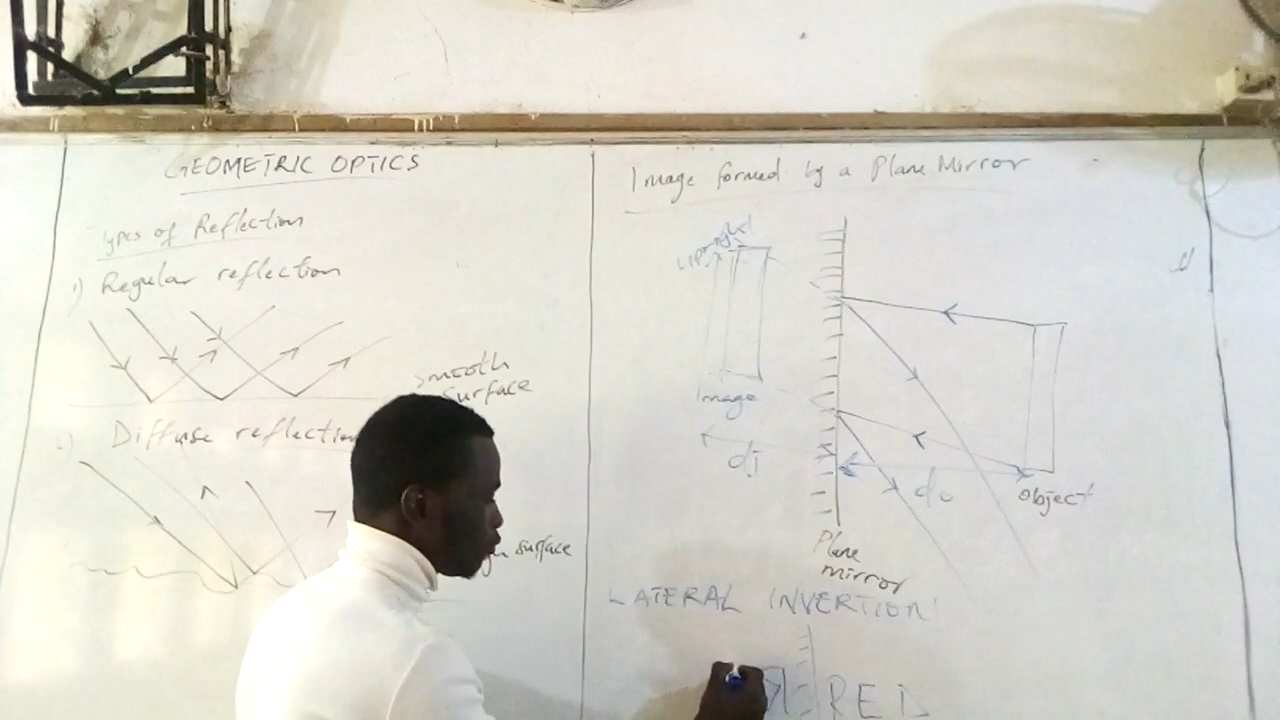 GEOMETRIC OPTICS
Types of Reflection
1) Regular reflection
smooth
surface
Diffuse reflection
surface
Image formed by a Plane Mirror
upright
Image
di
do
Object
Plane
mirror
LATERAL INVERTION
RED